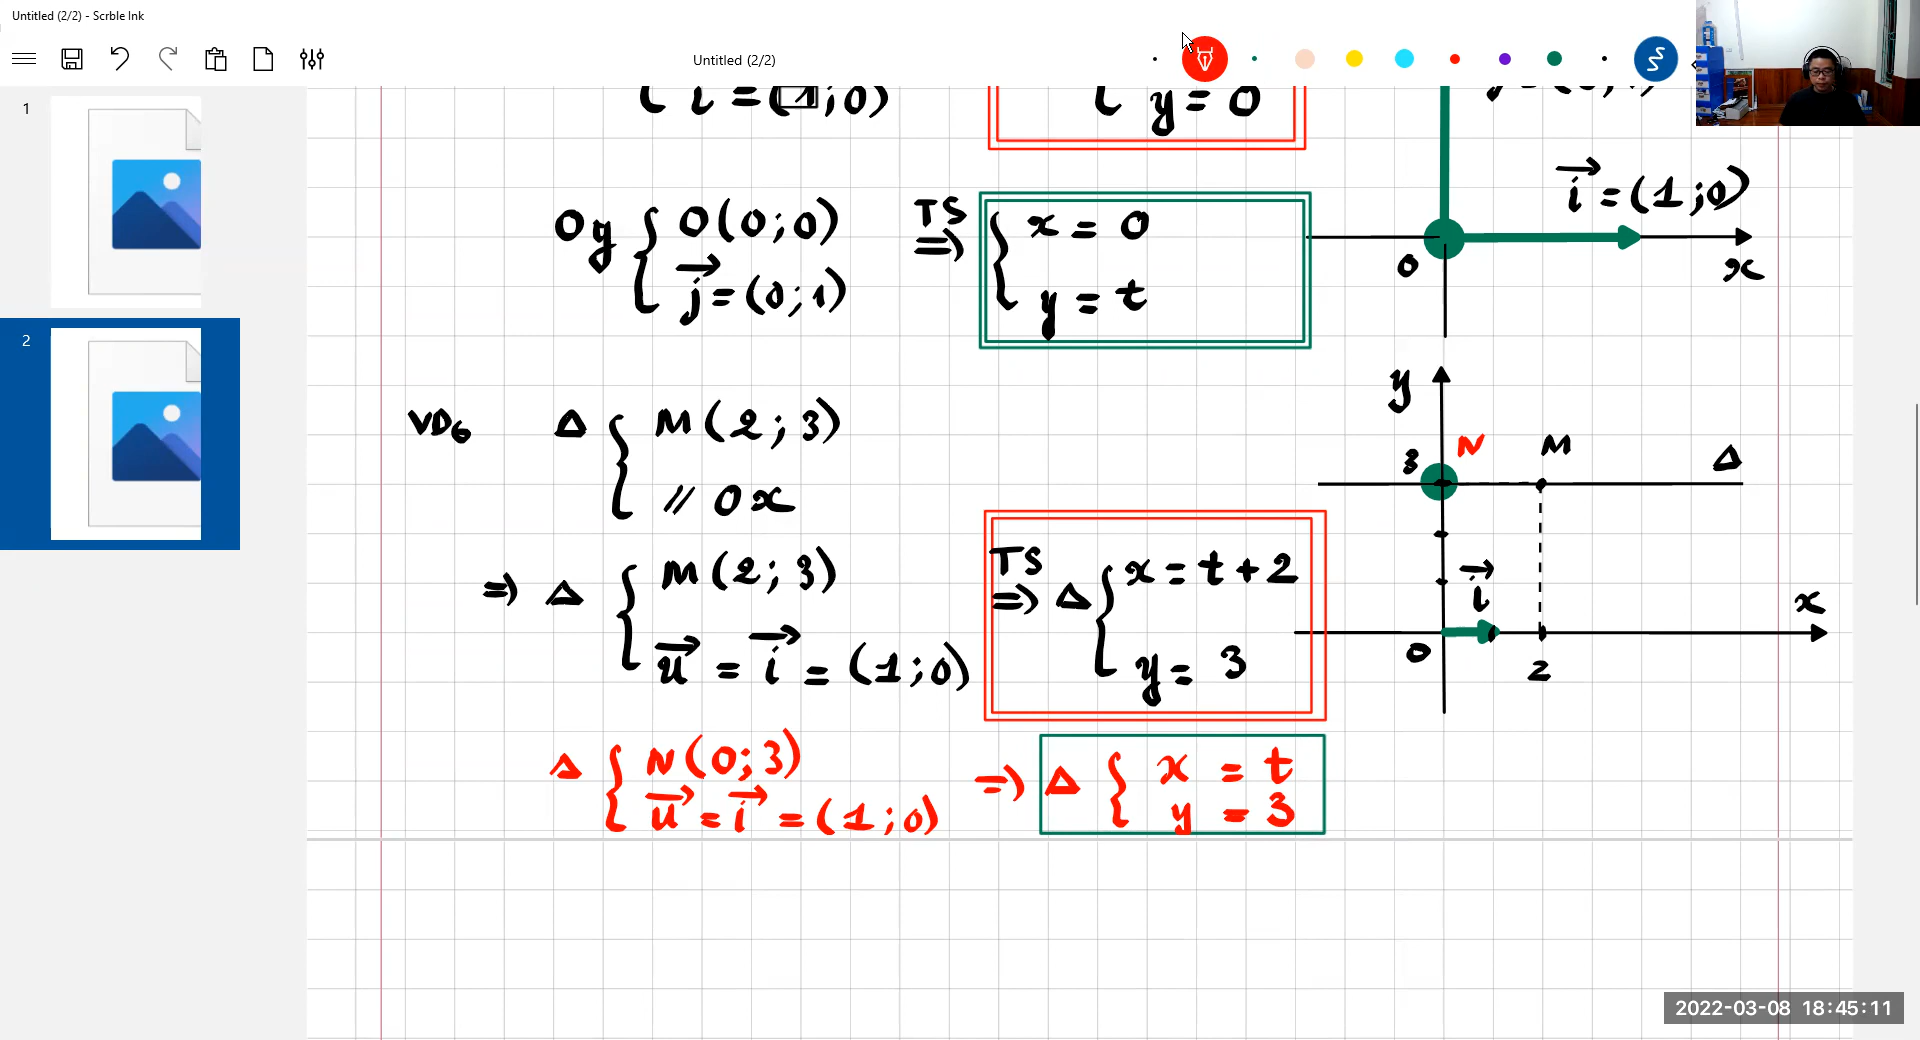 Untitled (2/2) - Scrble Ink
Untitled (2/2)
1
2
i = (1;0)
y = 0
i = (1;0)
Oy { O(0;0)
j = (0;1)
TS
=> { x = 0
y = t
O
x
VD6 Δ { M(2;3)
// Ox
=> Δ { M(2;3)
u = i = (1;0)
TS
=> Δ { x = t + 2
y = 3
y
3
N
M
Δ
i
x
O
2
Δ { N(0;3)
u = i = (1;0)
=> Δ { x = t
y = 3
2022-03-08 18:45:11